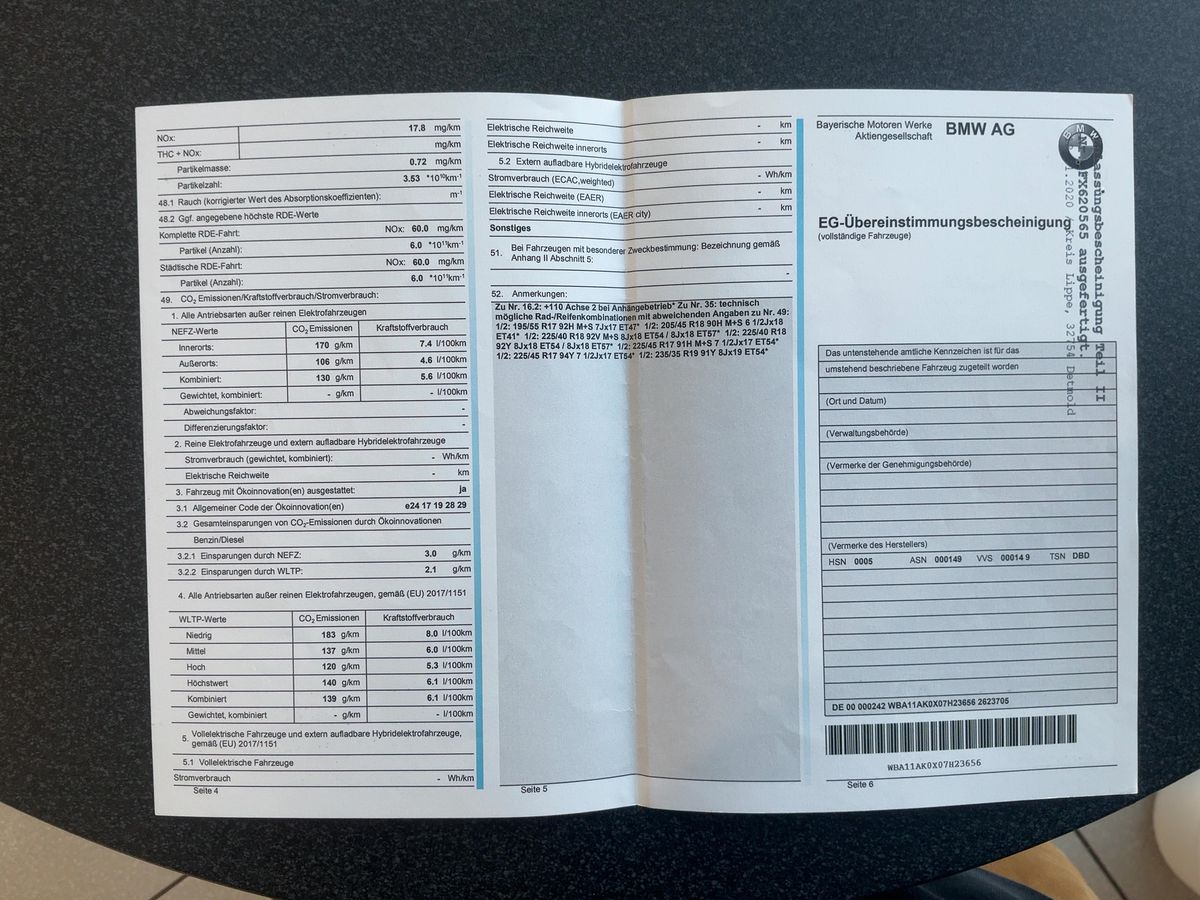 NOx: 17.8 mg/km
THC + NOx: mg/km
Partikelmasse: 0.72 mg/km
Partikelzahl: 3.53 *10¹⁰km⁻¹
48.1 Rauch (korrigierter Wert des Absorptionskoeffizienten): m⁻¹
48.2 Ggf. angegebene höchste RDE-Werte
Komplette RDE-Fahrt: NOx: 60.0 mg/km
Partikel (Anzahl): 6.0 *10¹¹km⁻¹
Städtische RDE-Fahrt: NOx: 60.0 mg/km
Partikel (Anzahl): 6.0 *10¹¹km⁻¹
49. CO₂ Emissionen/Kraftstoffverbrauch/Stromverbrauch:
1. Alle Antriebsarten außer reinen Elektrofahrzeugen
NEFZ-Werte CO₂ Emissionen Kraftstoffverbrauch
Innerorts: 170 g/km 7.4 l/100km
Außerorts: 106 g/km 4.6 l/100km
Kombiniert: 130 g/km 5.6 l/100km
Gewichtet, kombiniert: - g/km - l/100km
Abweichungsfaktor: -
Differenzierungsfaktor: -
2. Reine Elektrofahrzeuge und extern aufladbare Hybridelektrofahrzeuge
Stromverbrauch (gewichtet, kombiniert): - Wh/km
Elektrische Reichweite - km
3. Fahrzeug mit Ökoinnovation(en) ausgestattet: ja
3.1 Allgemeiner Code der Ökoinnovation(en) e24 17 19 28 29
3.2 Gesamteinsparungen von CO₂-Emissionen durch Ökoinnovationen
Benzin/Diesel
3.2.1 Einsparungen durch NEFZ: 3.0 g/km
3.2.2 Einsparungen durch WLTP: 2.1 g/km
4. Alle Antriebsarten außer reinen Elektrofahrzeugen, gemäß (EU) 2017/1151
WLTP-Werte CO₂ Emissionen Kraftstoffverbrauch
Niedrig 183 g/km 8.0 l/100km
Mittel 137 g/km 6.0 l/100km
Hoch 120 g/km 5.3 l/100km
Höchstwert 140 g/km 6.1 l/100km
Kombiniert 139 g/km 6.1 l/100km
Gewichtet, kombiniert - g/km - l/100km
5. Vollelektrische Fahrzeuge und extern aufladbare Hybridelektrofahrzeuge,
gemäß (EU) 2017/1151
5.1 Vollelektrische Fahrzeuge
Stromverbrauch - Wh/km
Seite 4
Elektrische Reichweite - km
Elektrische Reichweite innerorts - km
5.2 Extern aufladbare Hybridelektrofahrzeuge
Stromverbrauch (ECAC,weighted) - Wh/km
Elektrische Reichweite (EAER) - km
Elektrische Reichweite innerorts (EAER city) - km
Sonstiges
51. Bei Fahrzeugen mit besonderer Zweckbestimmung: Bezeichnung gemäß
Anhang II Abschnitt 5:
-
52. Anmerkungen:
Zu Nr. 16.2: +110 Achse 2 bei Anhängebetrieb* Zu Nr. 35: technisch
mögliche Rad-/Reifenkombinationen mit abweichenden Angaben zu Nr. 49:
1/2: 195/55 R17 92H M+S 7Jx17 ET47* 1/2: 205/45 R18 90H M+S 6 1/2Jx18
ET41* 1/2: 225/40 R18 92V M+S 8Jx18 ET54 / 8Jx18 ET57* 1/2: 225/40 R18
92Y 8Jx18 ET54 / 8Jx18 ET57* 1/2: 225/45 R17 91H M+S 7 1/2Jx17 ET54*
1/2: 225/45 R17 94Y 7 1/2Jx17 ET54* 1/2: 235/35 R19 91Y 8Jx19 ET54*
Seite 5
Bayerische Motoren Werke
Aktiengesellschaft
BMW AG
BMW
EG-Übereinstimmungsbescheinigung
(vollständige Fahrzeuge)
assungsbescheinigung Teil II
FX620565 ausgefertigt.
.2020 Kreis Lippe, 32754 Detmold
Das untenstehende amtliche Kennzeichen ist für das
umstehend beschriebene Fahrzeug zugeteilt worden
(Ort und Datum)
(Verwaltungsbehörde)
(Vermerke der Genehmigungsbehörde)
(Vermerke des Herstellers)
HSN 0005 ASN 000149 VVS 00014 9 TSN DBD
DE 00 000242 WBA11AK0X07H23656 2623705
WBA11AK0X07H23656
Seite 6